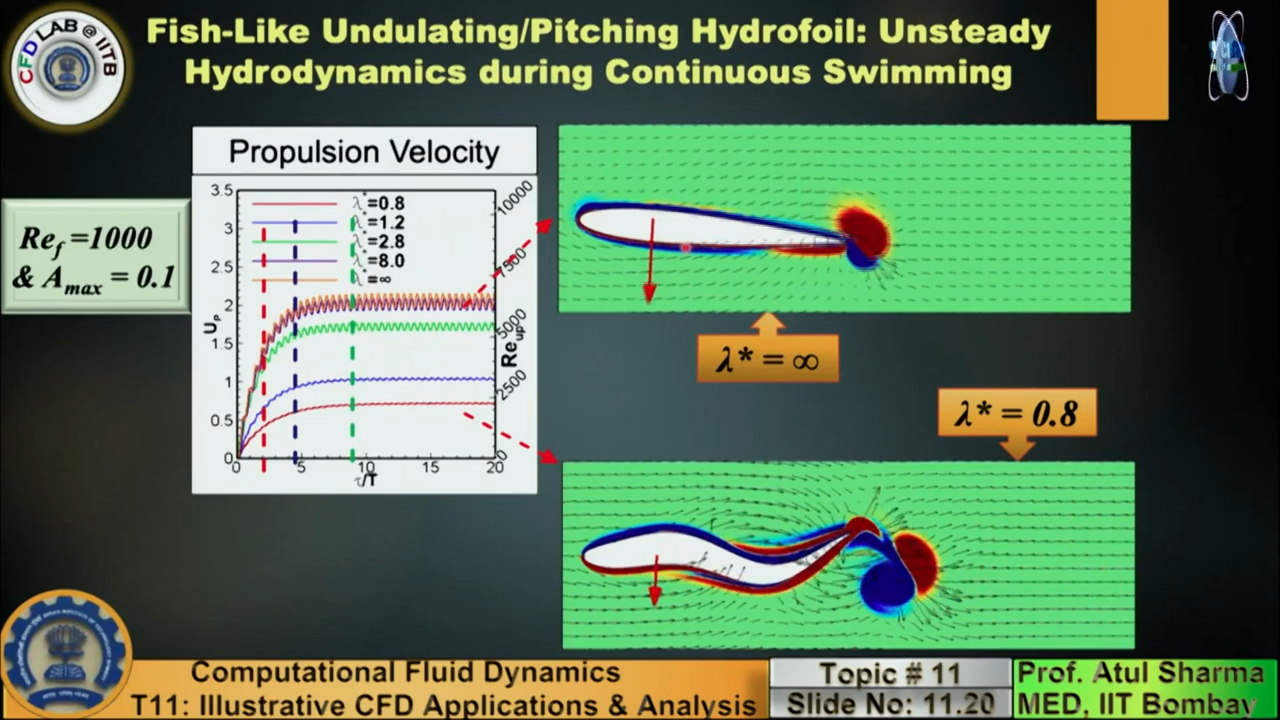 Fish-Like Undulating/Pitching Hydrofoil: Unsteady
Hydrodynamics during Continuous Swimming
CFD LAB @ IITB
Propulsion Velocity
Re_f =1000
& A_max = 0.1
3.5
3
2.5
2
1.5
1
0.5
0
U_P
λ*=0.8
λ*=1.2
λ*=2.8
λ*=8.0
λ*=∞
10000
7500
5000
2500
0
Re_up
0
5
10
15
20
τ/T
λ* = ∞
λ* = 0.8
Computational Fluid Dynamics
T11: Illustrative CFD Applications & Analysis
Topic # 11
Slide No: 11.20
Prof. Atul Sharma
MED, IIT Bombay